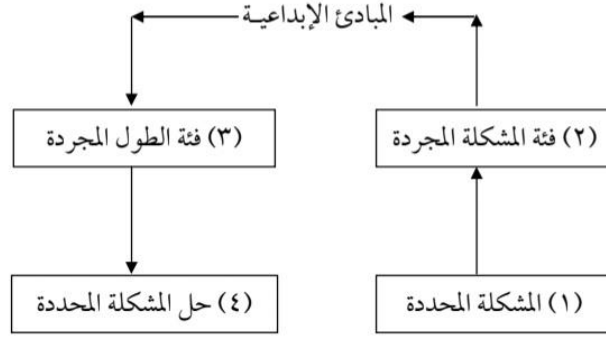 المبادئ الإبداعية
(٢) فئة المشكلة المجردة
(٣) فئة الطول المجردة
(١) المشكلة المحددة
(٤) حل المشكلة المحددة